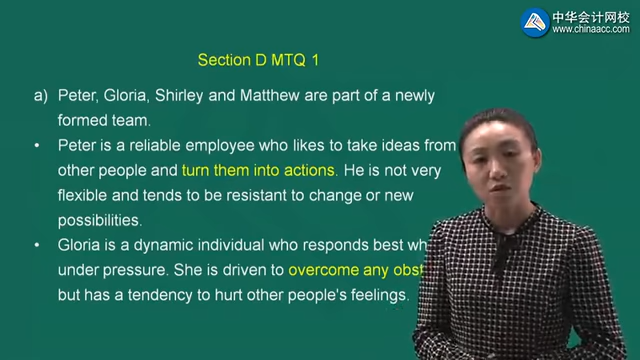 中华会计网校
www.chinaacc.com
Section D MTQ 1
a) Peter, Gloria, Shirley and Matthew are part of a newly
formed team.
• Peter is a reliable employee who likes to take ideas from
other people and turn them into actions. He is not very
flexible and tends to be resistant to change or new
possibilities.
• Gloria is a dynamic individual who responds best
under pressure. She is driven to overcome any
but has a tendency to hurt other people's feelings.